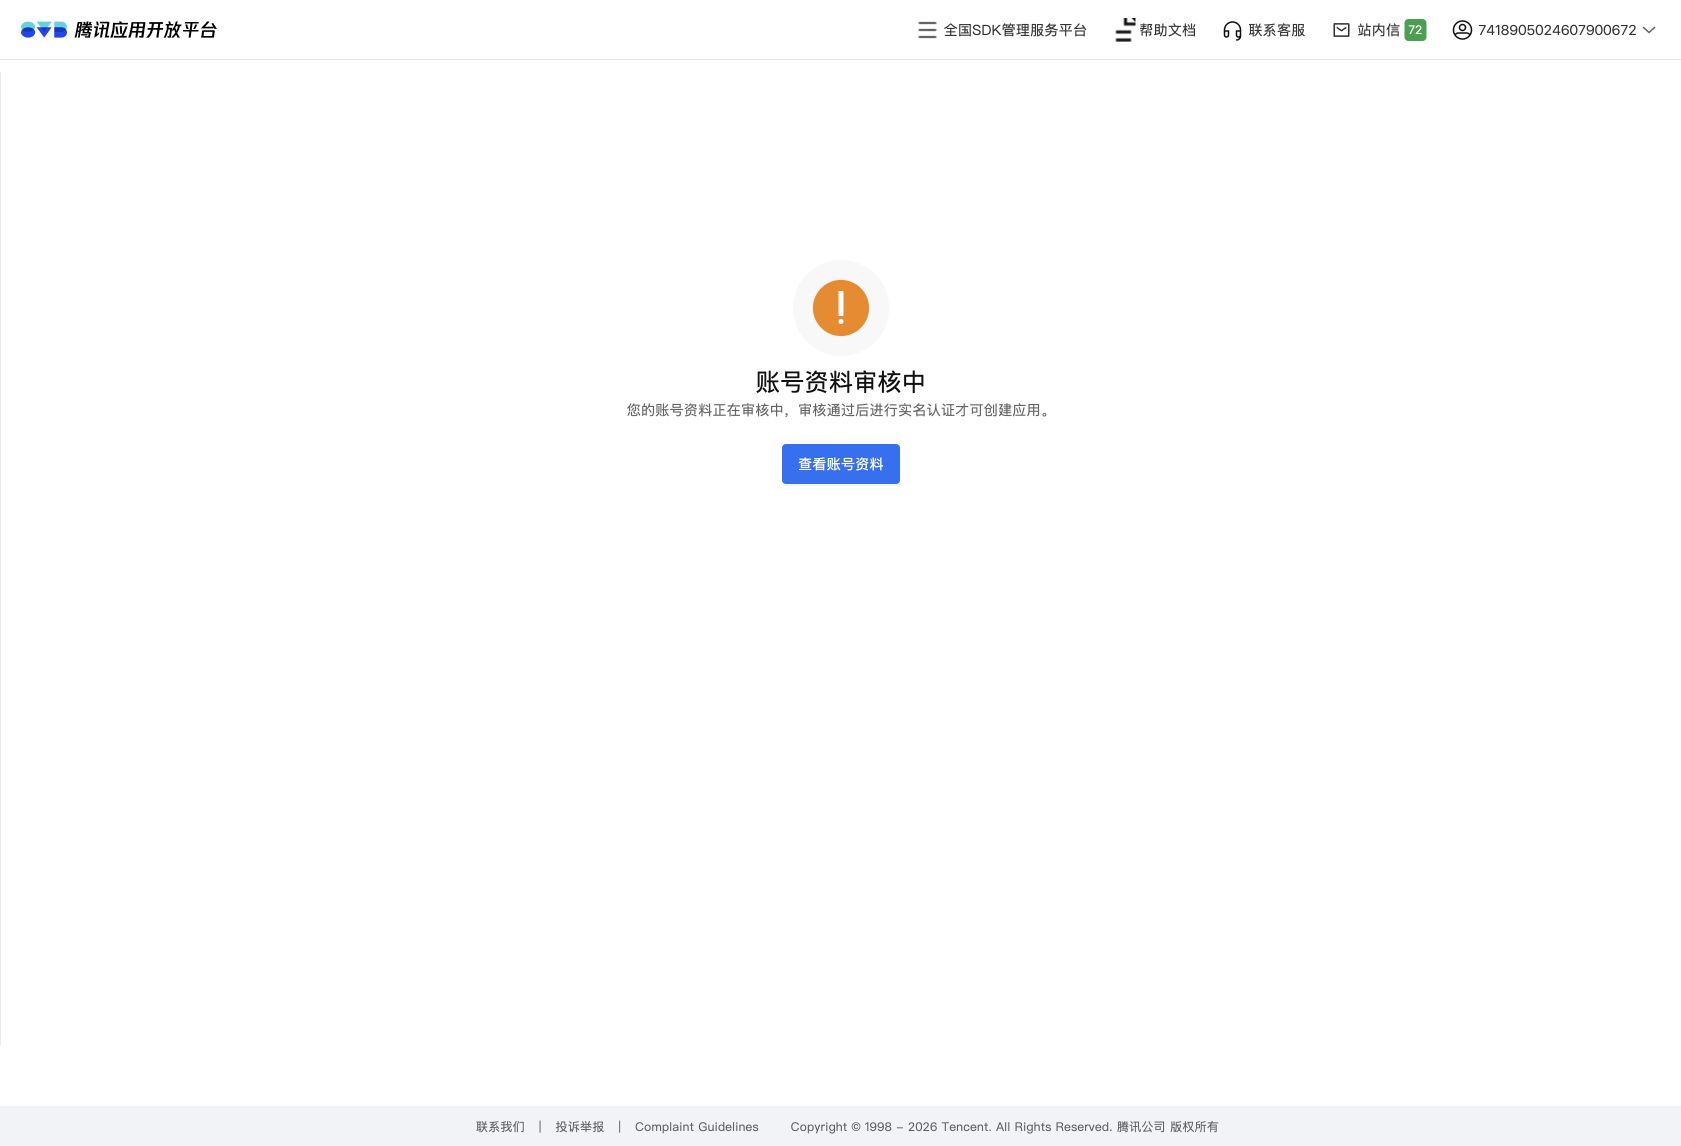 腾讯应用开放平台
全国SDK管理服务平台 帮助文档 联系客服 站内信 72 7418905024607900672
账号资料审核中
您的账号资料正在审核中，审核通过后进行实名认证才可创建应用。
查看账号资料
联系我们 | 投诉举报 | Complaint Guidelines Copyright © 1998 – 2026 Tencent. All Rights Reserved. 腾讯公司 版权所有